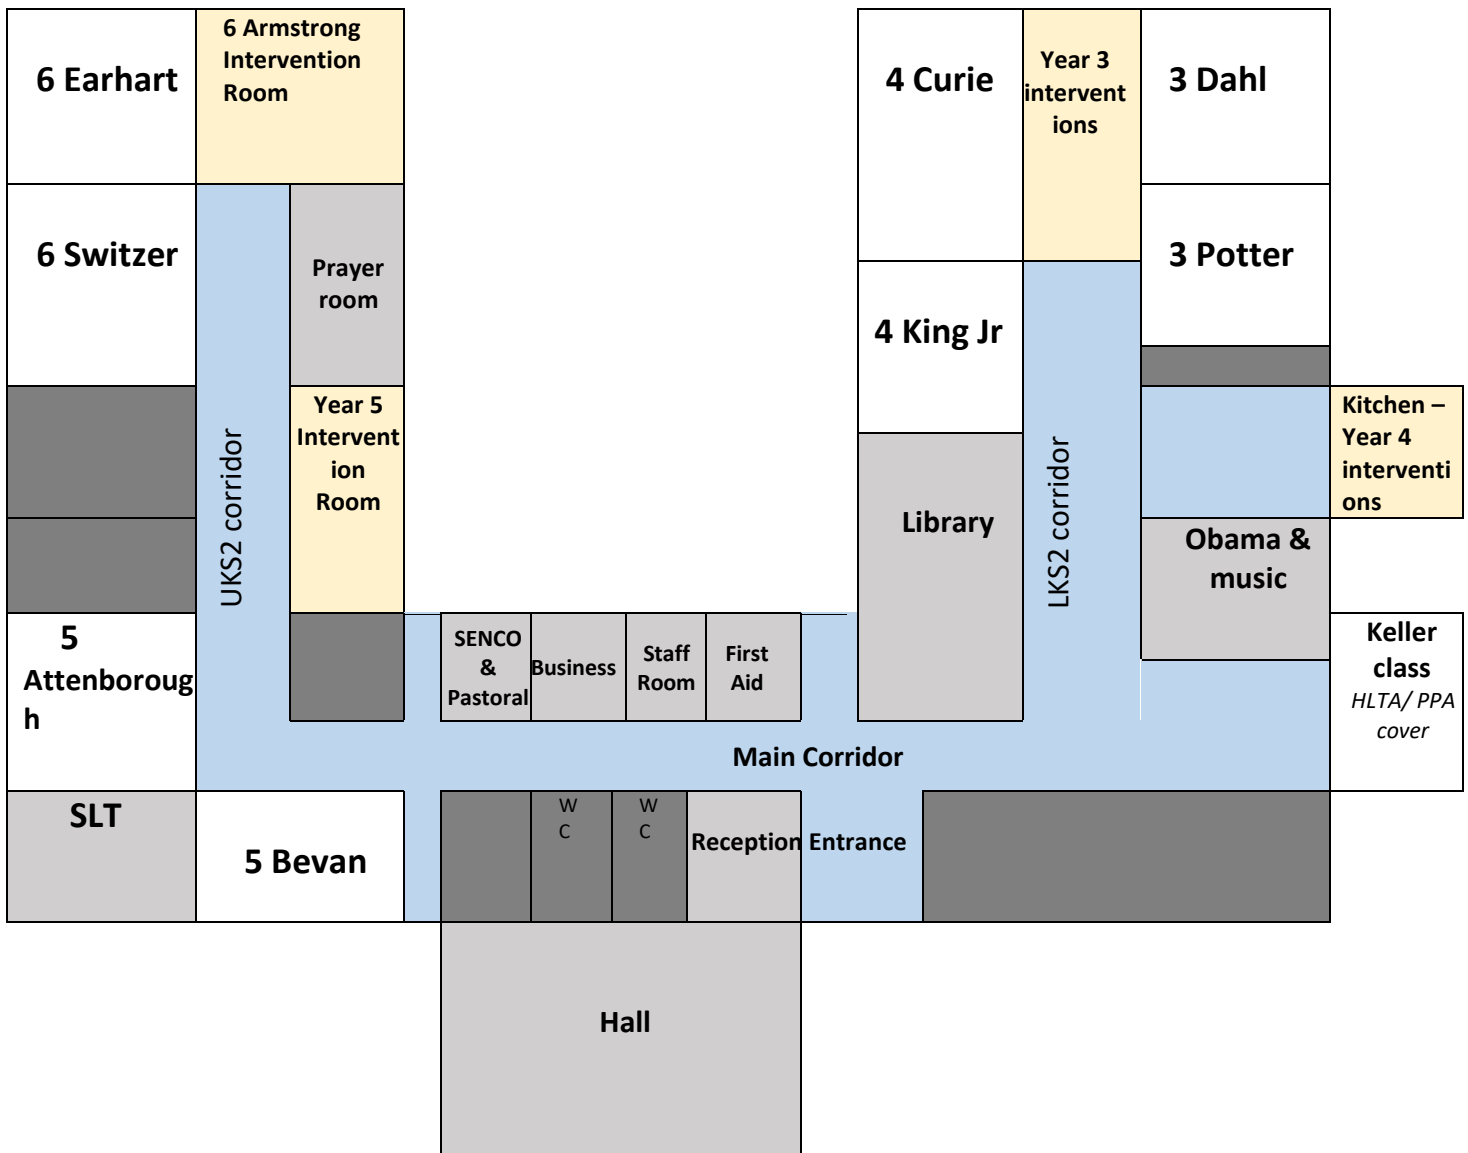 6 Earhart
6 Armstrong
Intervention
Room
4 Curie
Year 3
intervent
ions
3 Dahl
6 Switzer
Prayer
room
4 King Jr
3 Potter
UKS2 corridor
Year 5
Intervent
ion
Room
Library
LKS2 corridor
Kitchen –
Year 4
interventi
ons
Obama &
music
5
Attenboroug
h
SENCO
&
Pastoral
Business
Staff
Room
First
Aid
Keller
class
HLTA/ PPA
cover
Main Corridor
SLT
5 Bevan
W
C
W
C
Reception
Entrance
Hall